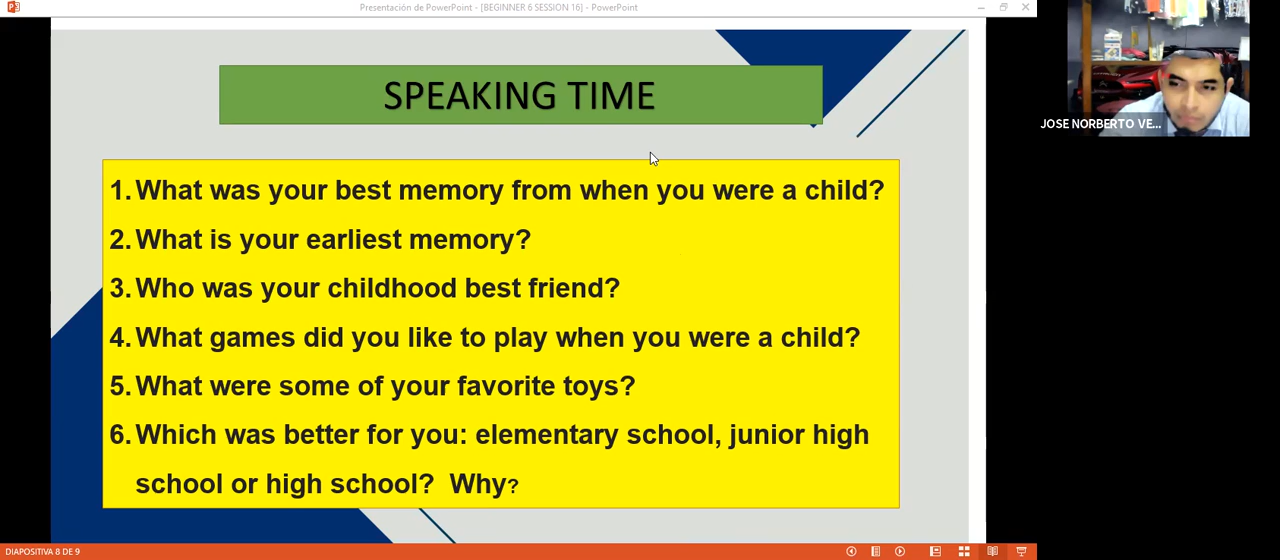 Presentación de PowerPoint - [BEGINNER 6 SESSION 16] - PowerPoint
SPEAKING TIME
JOSE NORBERTO VE...
1. What was your best memory from when you were a child?
2. What is your earliest memory?
3. Who was your childhood best friend?
4. What games did you like to play when you were a child?
5. What were some of your favorite toys?
6. Which was better for you: elementary school, junior high
school or high school? Why?
DIAPOSITIVA 8 DE 9